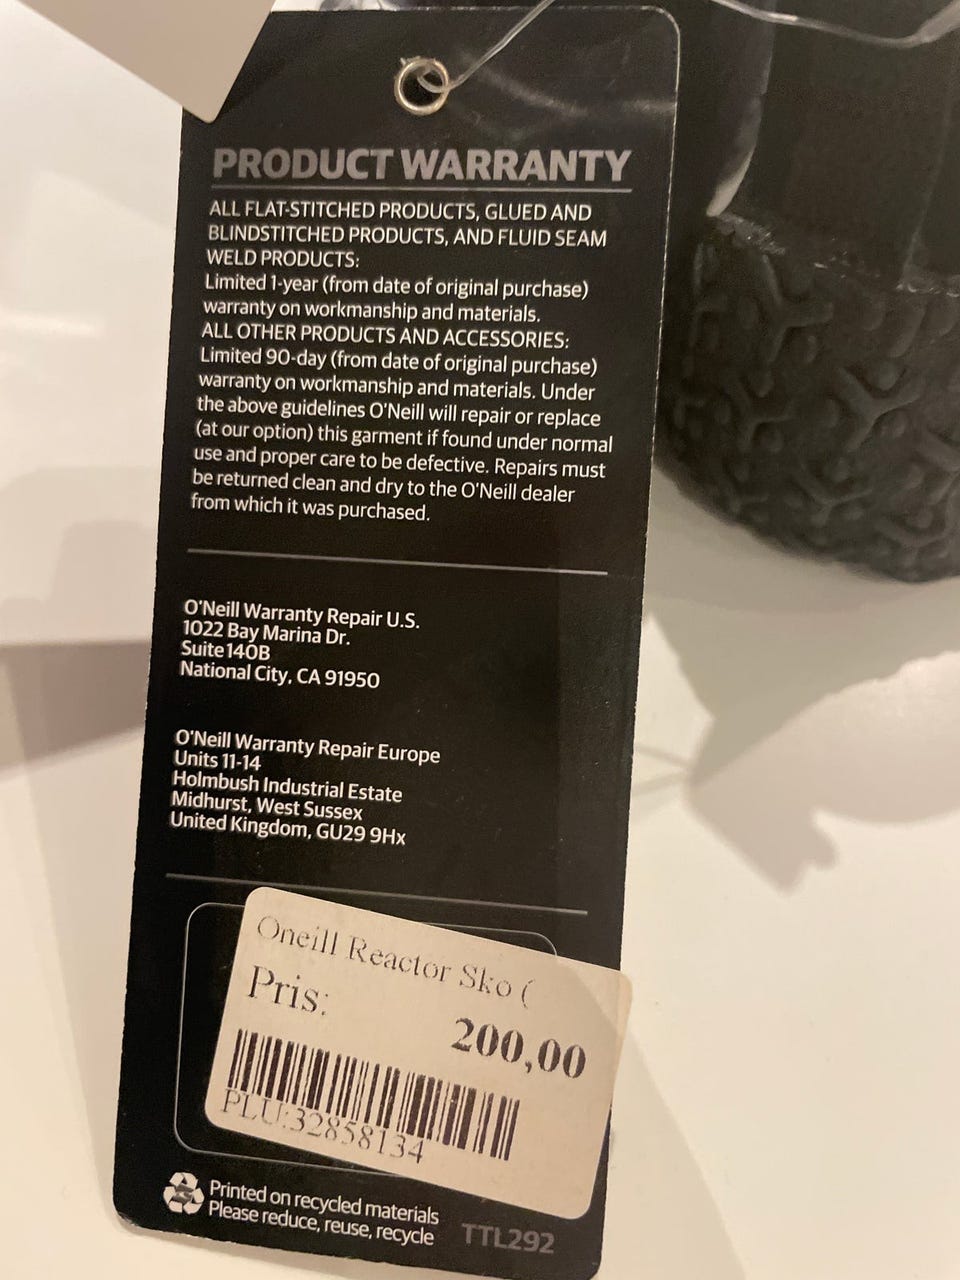 PRODUCT WARRANTY
ALL FLAT-STITCHED PRODUCTS, GLUED AND
BLINDSTITCHED PRODUCTS, AND FLUID SEAM
WELD PRODUCTS:
Limited 1-year (from date of original purchase)
warranty on workmanship and materials.
ALL OTHER PRODUCTS AND ACCESSORIES:
Limited 90-day (from date of original purchase)
warranty on workmanship and materials. Under
the above guidelines O'Neill will repair or replace
(at our option) this garment if found under normal
use and proper care to be defective. Repairs must
be returned clean and dry to the O'Neill dealer
from which it was purchased.
O'Neill Warranty Repair U.S.
1022 Bay Marina Dr.
Suite 140B
National City, CA 91950
O'Neill Warranty Repair Europe
Units 11-14
Holmbush Industrial Estate
Midhurst, West Sussex
United Kingdom, GU29 9Hx
Oneill Reactor Sko (
Pris:
200,00
PLU:32858134
Printed on recycled materials
Please reduce, reuse, recycle
TTL292